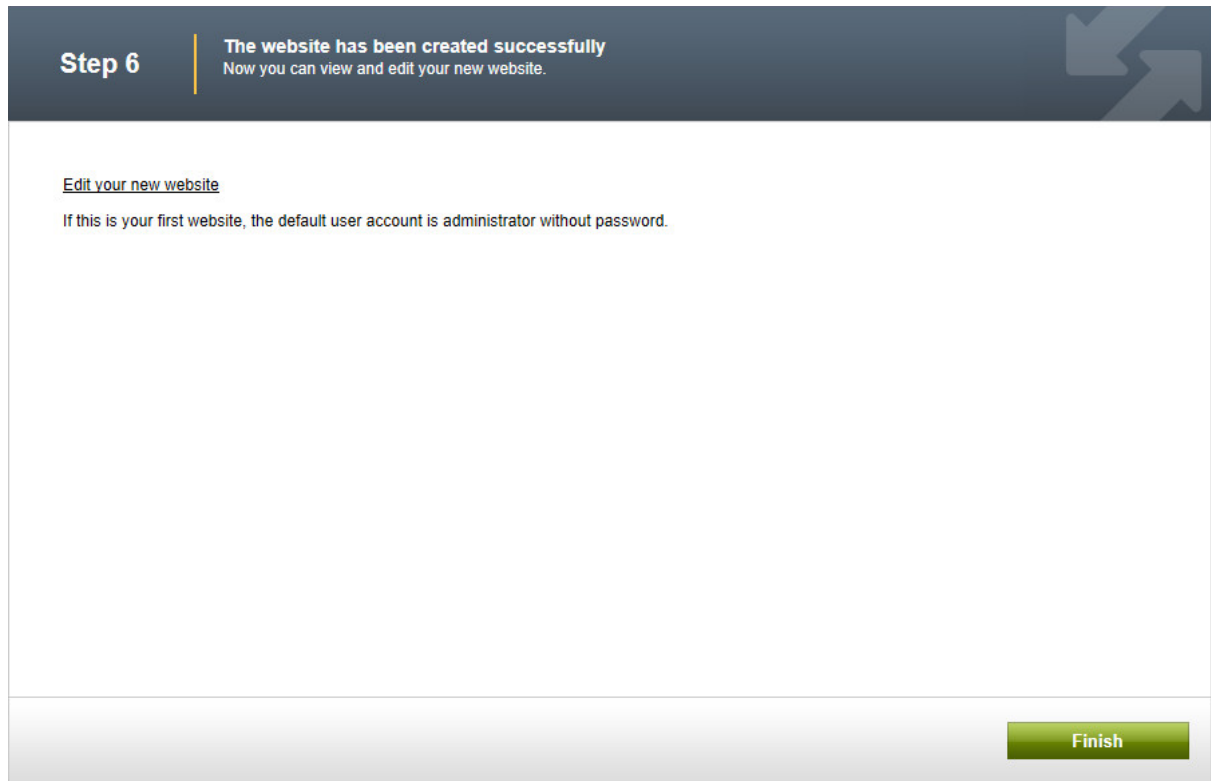 Step 6
The website has been created successfully
Now you can view and edit your new website.
Edit your new website
If this is your first website, the default user account is administrator without password.
Finish